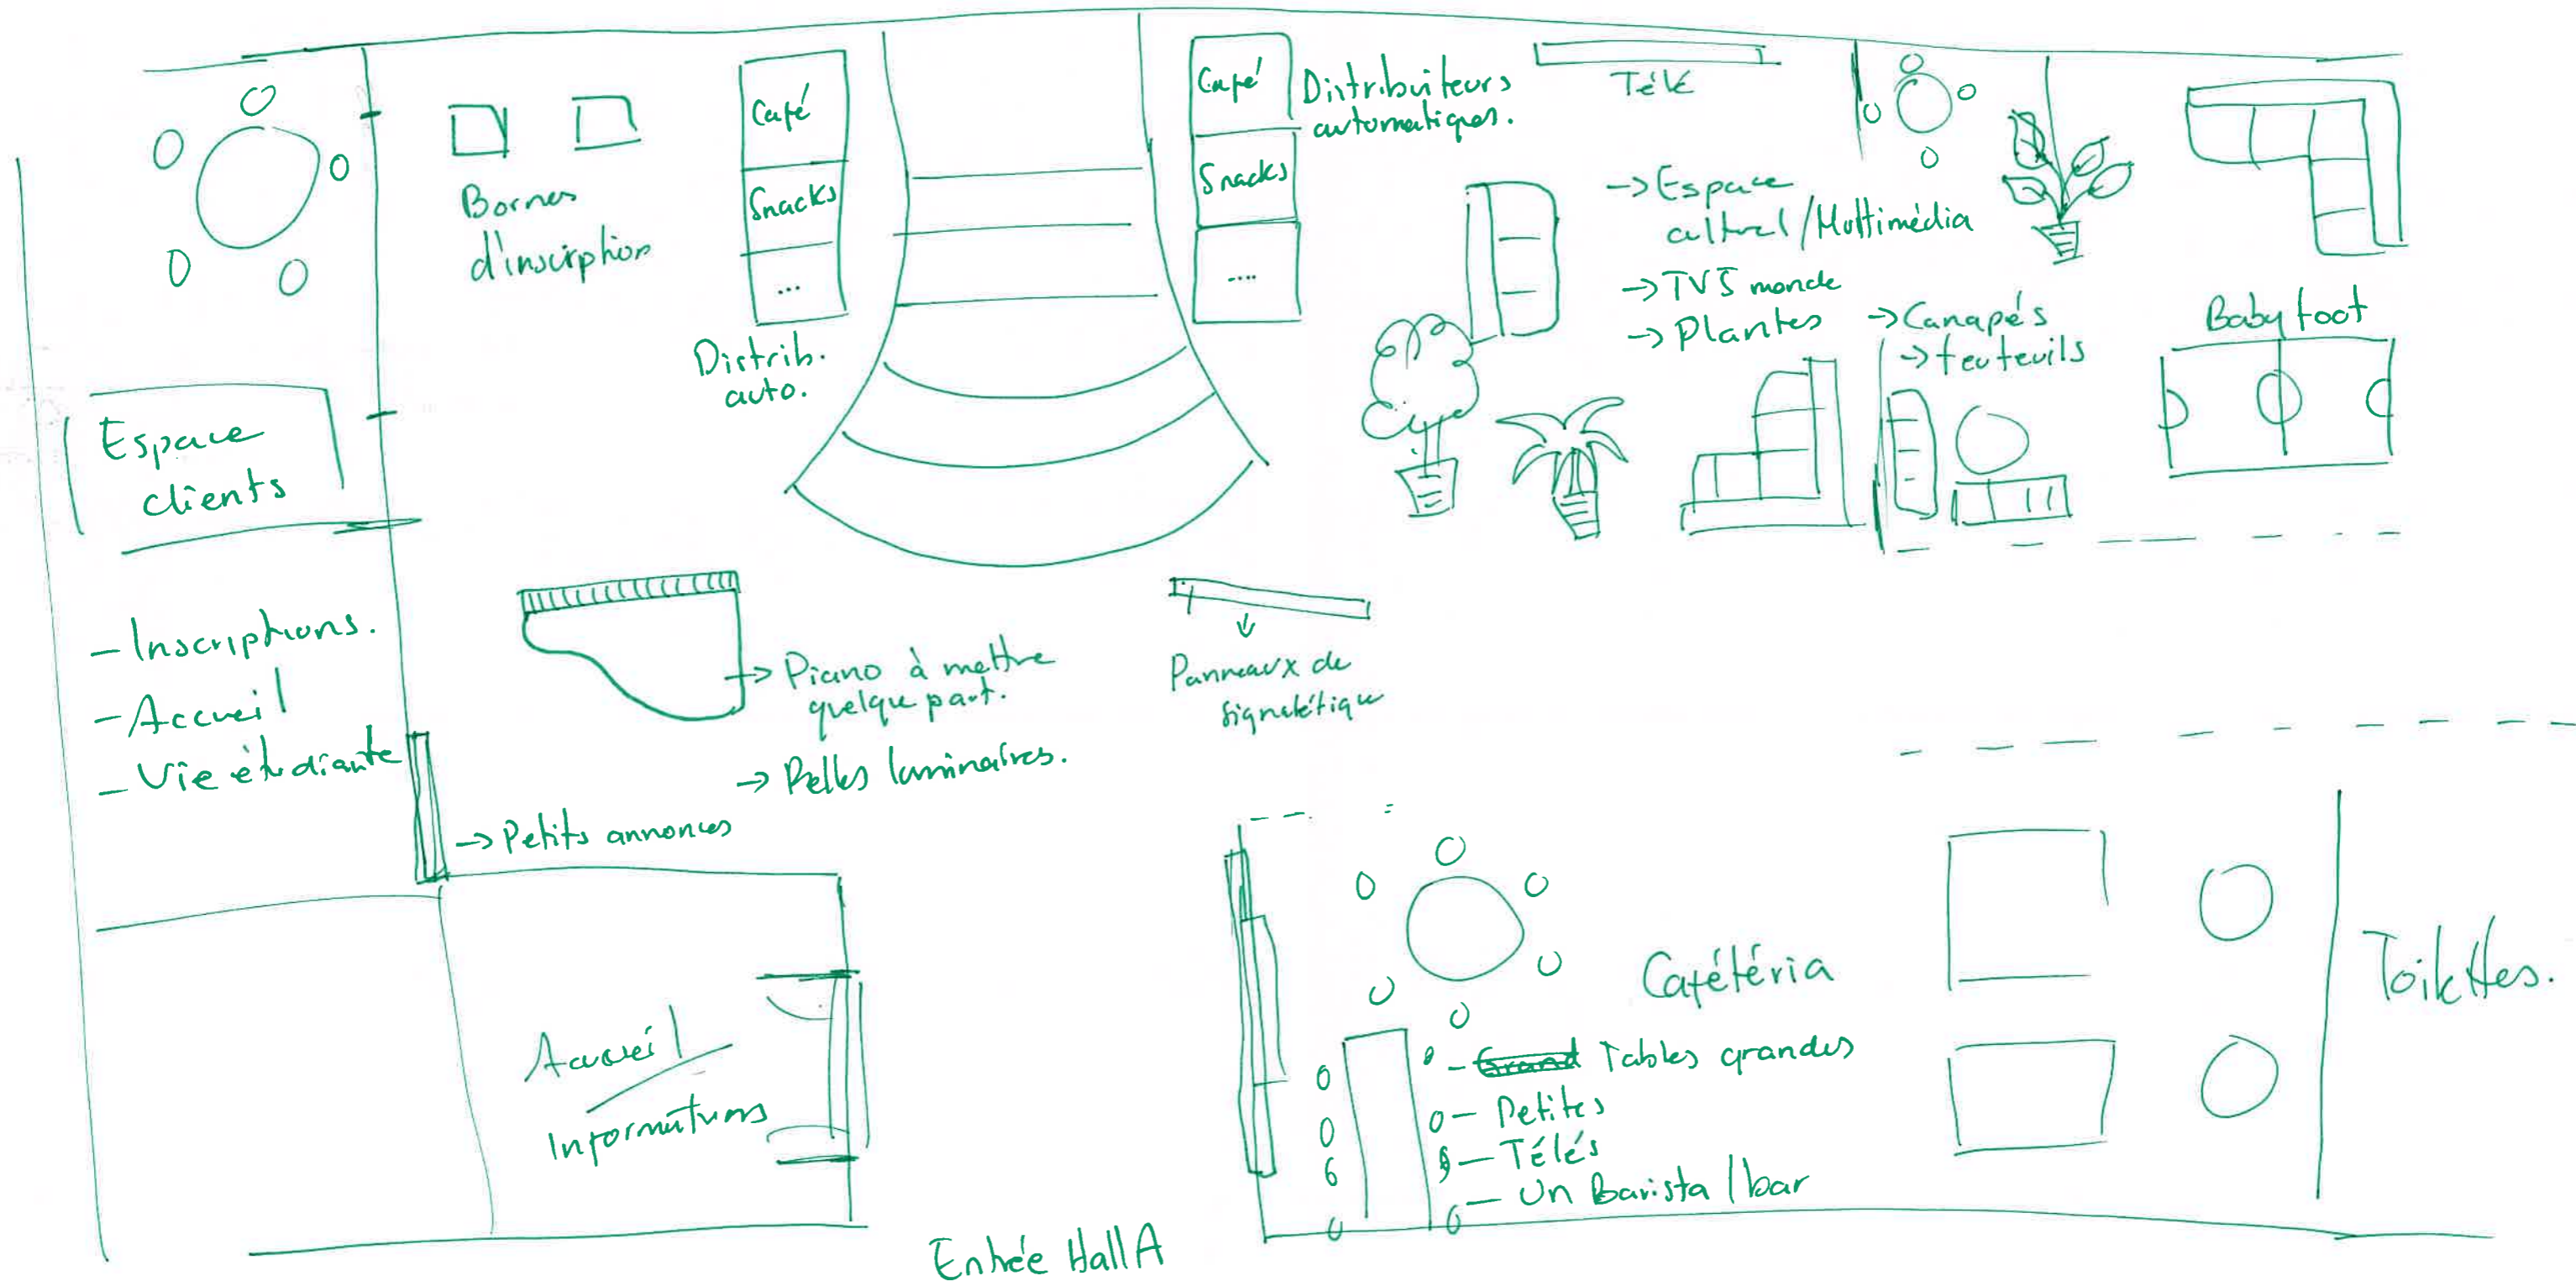 Café
Snacks
...
Distrib.
auto.
Bornes
d'inscription
Café
Snacks
....
Distributeurs
automatiques.
Télé
-> Espace
culturel / Multimédia
-> TV5 monde
-> Plantes
-> Canapés
-> fauteuils
Baby foot
Espace
clients
- Inscriptions.
- Accueil
- Vie étudiante
-> Piano à mettre
quelque part.
-> Belles luminaires.
Panneaux de
signalétique
-> Petits annonces
Accueil
Informations
Entrée Hall A
Cafétéria
- Grand Tables grandes
- Petites
- Télés
- Un Barista / bar
Toilettes.